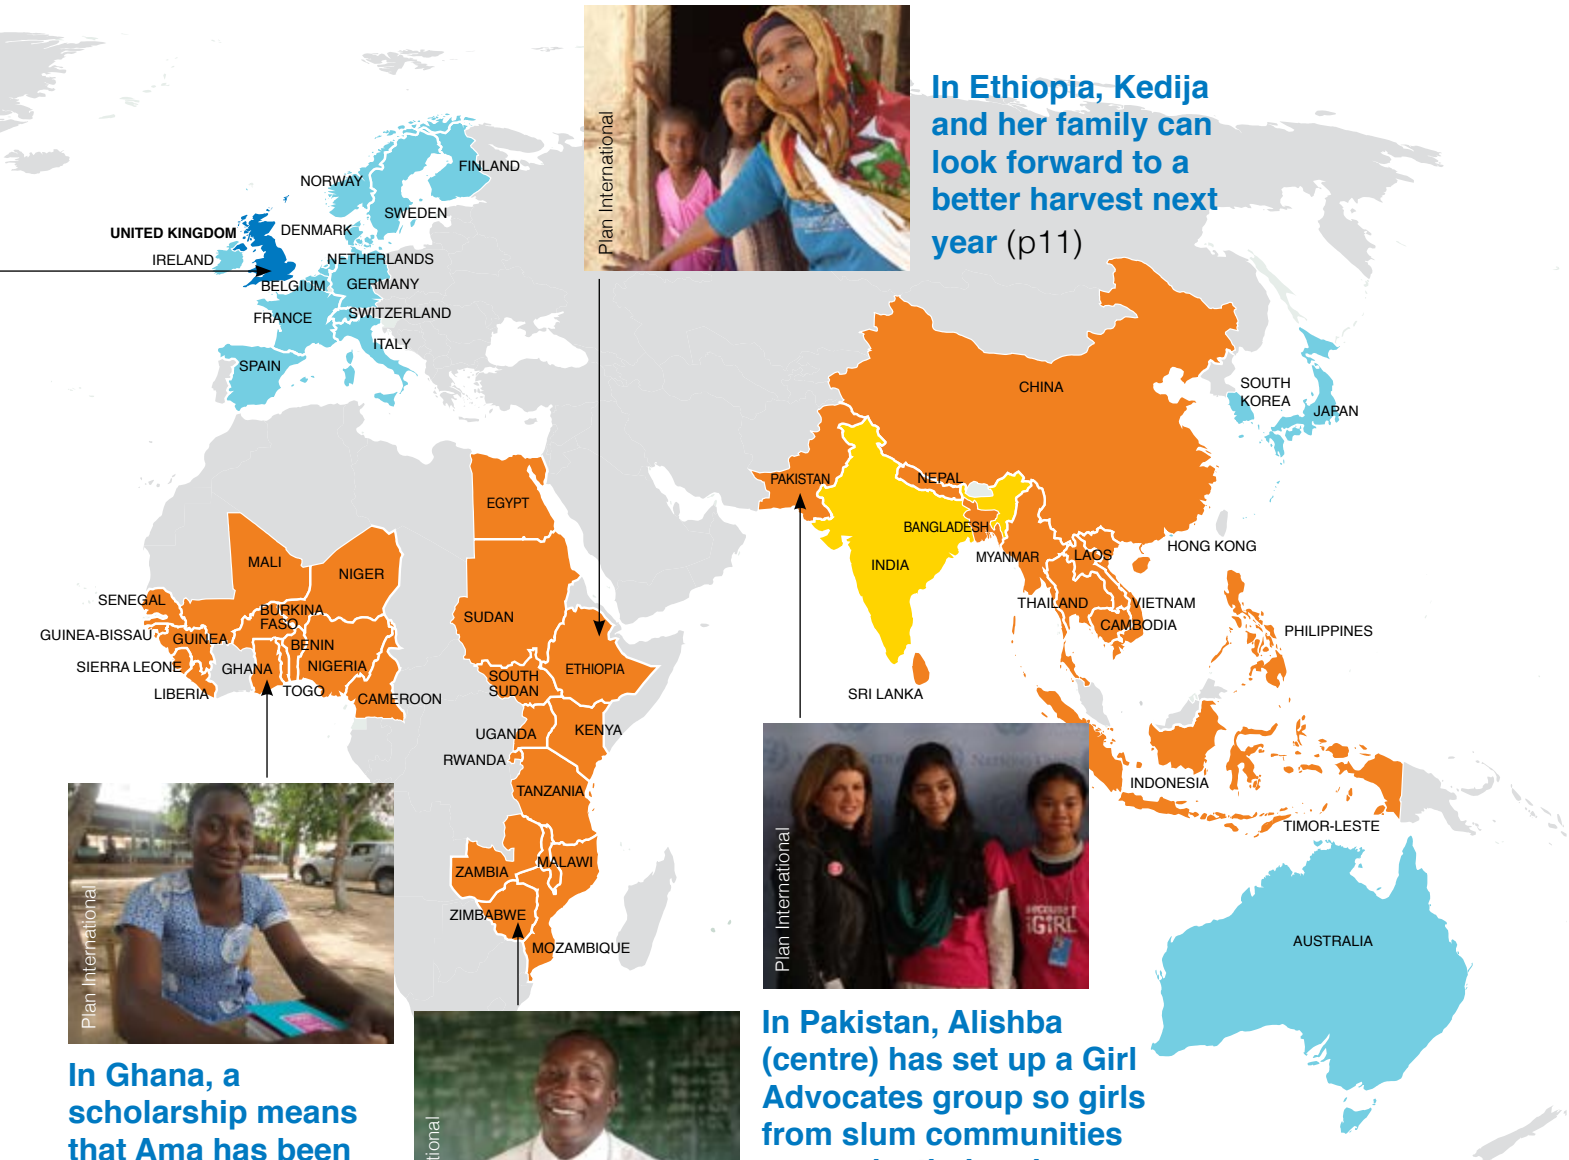 Plan International
In Ethiopia, Kedija
and her family can
look forward to a
better harvest next
year (p11)
FINLAND
NORWAY
SWEDEN
UNITED KINGDOM
DENMARK
IRELAND
NETHERLANDS
BELGIUM
GERMANY
FRANCE
SWITZERLAND
ITALY
SPAIN
CHINA
SOUTH
KOREA
JAPAN
PAKISTAN
NEPAL
EGYPT
BANGLADESH
HONG KONG
MYANMAR
LAOS
INDIA
MALI
NIGER
SENEGAL
BURKINA
FASO
SUDAN
THAILAND
VIETNAM
CAMBODIA
PHILIPPINES
GUINEA-BISSAU
GUINEA
BENIN
SIERRA LEONE
GHANA
NIGERIA
ETHIOPIA
LIBERIA
TOGO
CAMEROON
SOUTH
SUDAN
SRI LANKA
UGANDA
KENYA
RWANDA
TANZANIA
INDONESIA
TIMOR-LESTE
ZAMBIA
MALAWI
ZIMBABWE
MOZAMBIQUE
AUSTRALIA
Plan International
GIRL
Plan International
In Ghana, a
scholarship means
that Ama has been
In Pakistan, Alishba
(centre) has set up a Girl
Advocates group so girls
from slum communities